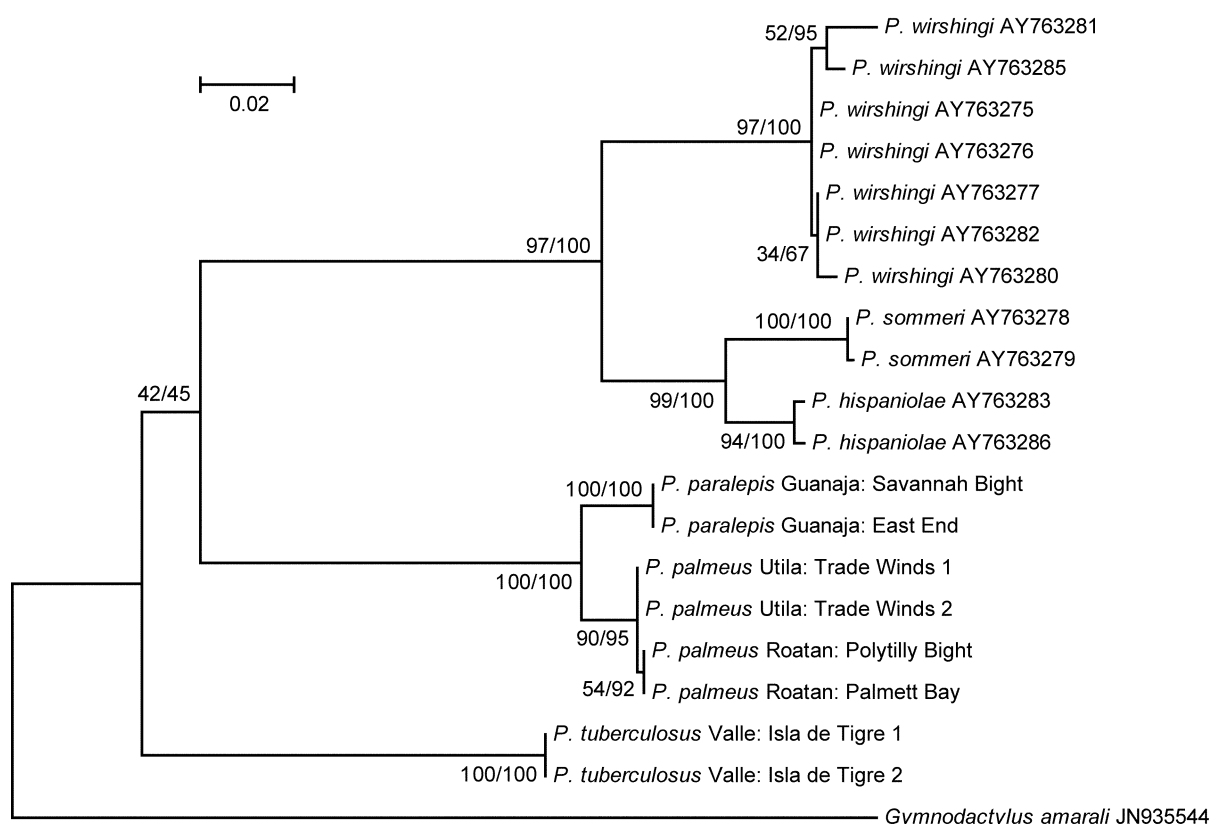 52/95
P. wirshingi AY763281
P. wirshingi AY763285
0.02
P. wirshingi AY763275
97/100
P. wirshingi AY763276
P. wirshingi AY763277
97/100
P. wirshingi AY763282
34/67
P. wirshingi AY763280
100/100
P. sommeri AY763278
P. sommeri AY763279
42/45
99/100
P. hispaniolae AY763283
94/100
P. hispaniolae AY763286
100/100
P. paralepis Guanaja: Savannah Bight
P. paralepis Guanaja: East End
P. palmeus Utila: Trade Winds 1
100/100
P. palmeus Utila: Trade Winds 2
90/95
P. palmeus Roatan: Polytilly Bight
54/92
P. palmeus Roatan: Palmett Bay
P. tuberculosus Valle: Isla de Tigre 1
100/100
P. tuberculosus Valle: Isla de Tigre 2
Gymnodactylus amarali JN935544